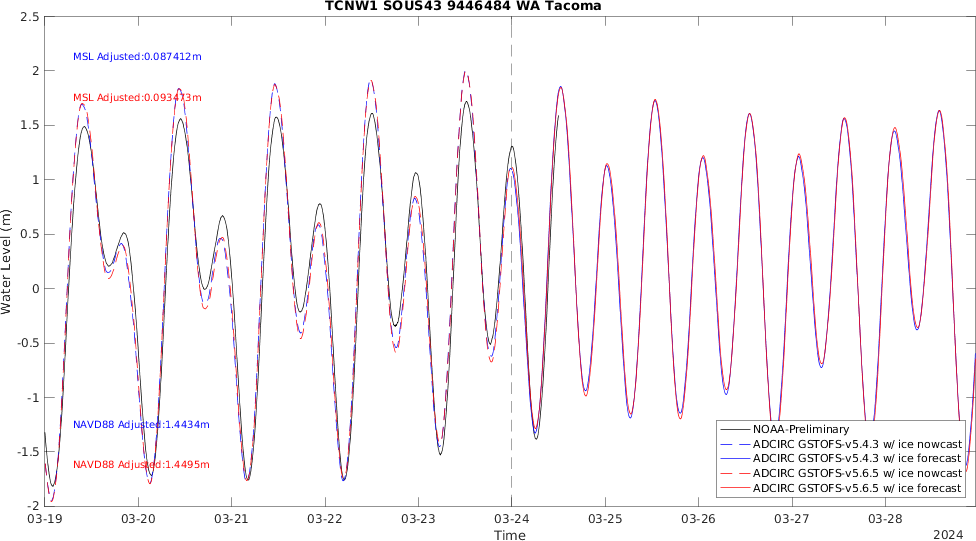 TCNW1 SOUS43 9446484 WA Tacoma
2.5
2
1.5
1
0.5
0
-0.5
-1
-1.5
-2
Water Level (m)
MSL Adjusted:0.087412m
MSL Adjusted:0.093473m
NAVD88 Adjusted:1.4434m
NAVD88 Adjusted:1.4495m
NOAA-Preliminary
ADCIRC GSTOFS-v5.4.3 w/ ice nowcast
ADCIRC GSTOFS-v5.4.3 w/ ice forecast
ADCIRC GSTOFS-v5.6.5 w/ ice nowcast
ADCIRC GSTOFS-v5.6.5 w/ ice forecast
03-19 03-20 03-21 03-22 03-23 03-24 03-25 03-26 03-27 03-28
Time
2024